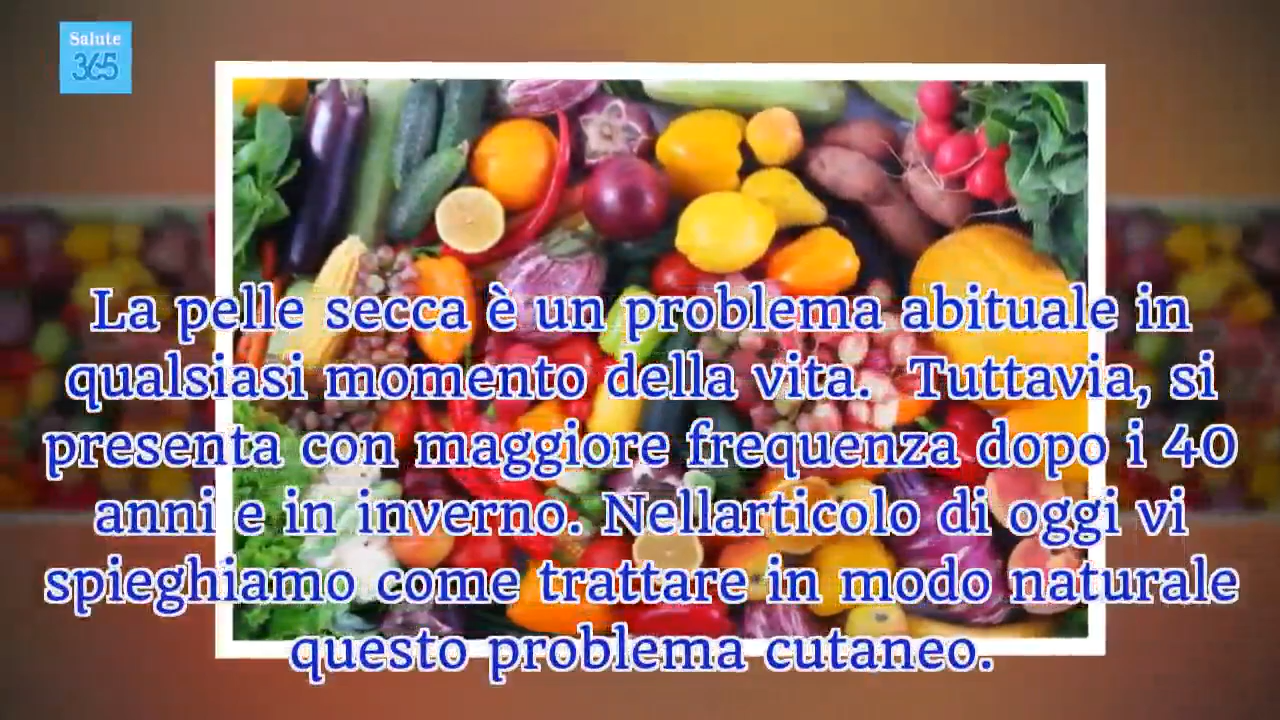 Salute
365
La pelle secca è un problema abituale in
qualsiasi momento della vita.  Tuttavia, si
presenta con maggiore frequenza dopo i 40
anni e in inverno. Nellarticolo di oggi vi
spieghiamo come trattare in modo naturale
questo problema cutaneo.